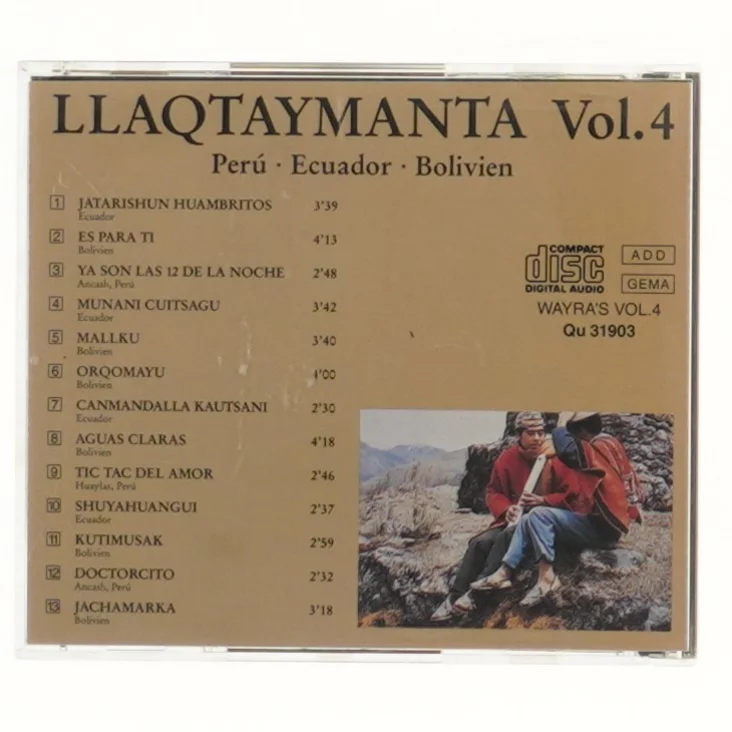 LLAQTAYMANTA Vol.4
Perú · Ecuador · Bolivien
1 JATARISHUN HUAMBRITOS 3'39
Ecuador
2 ES PARA TI 4'13
Bolivien
3 YA SON LAS 12 DE LA NOCHE 2'48
Ancash, Perú
4 MUNANI CUITSAGU 3'42
Ecuador
5 MALLKU 3'40
Bolivien
6 ORQOMAYU 4'00
Bolivien
7 CANMANDALLA KAUTSANI 2'30
Ecuador
8 AGUAS CLARAS 4'18
Bolivien
9 TIC TAC DEL AMOR 2'46
Huaylas, Perú
10 SHUYAHUANGUI 2'37
Ecuador
11 KUTIMUSAK 2'59
Bolivien
12 DOCTORCITO 2'32
Ancash, Perú
13 JACHAMARKA 3'18
Bolivien
COMPACT
disc
DIGITAL AUDIO
ADD
GEMA
WAYRA'S VOL.4
Qu 31903